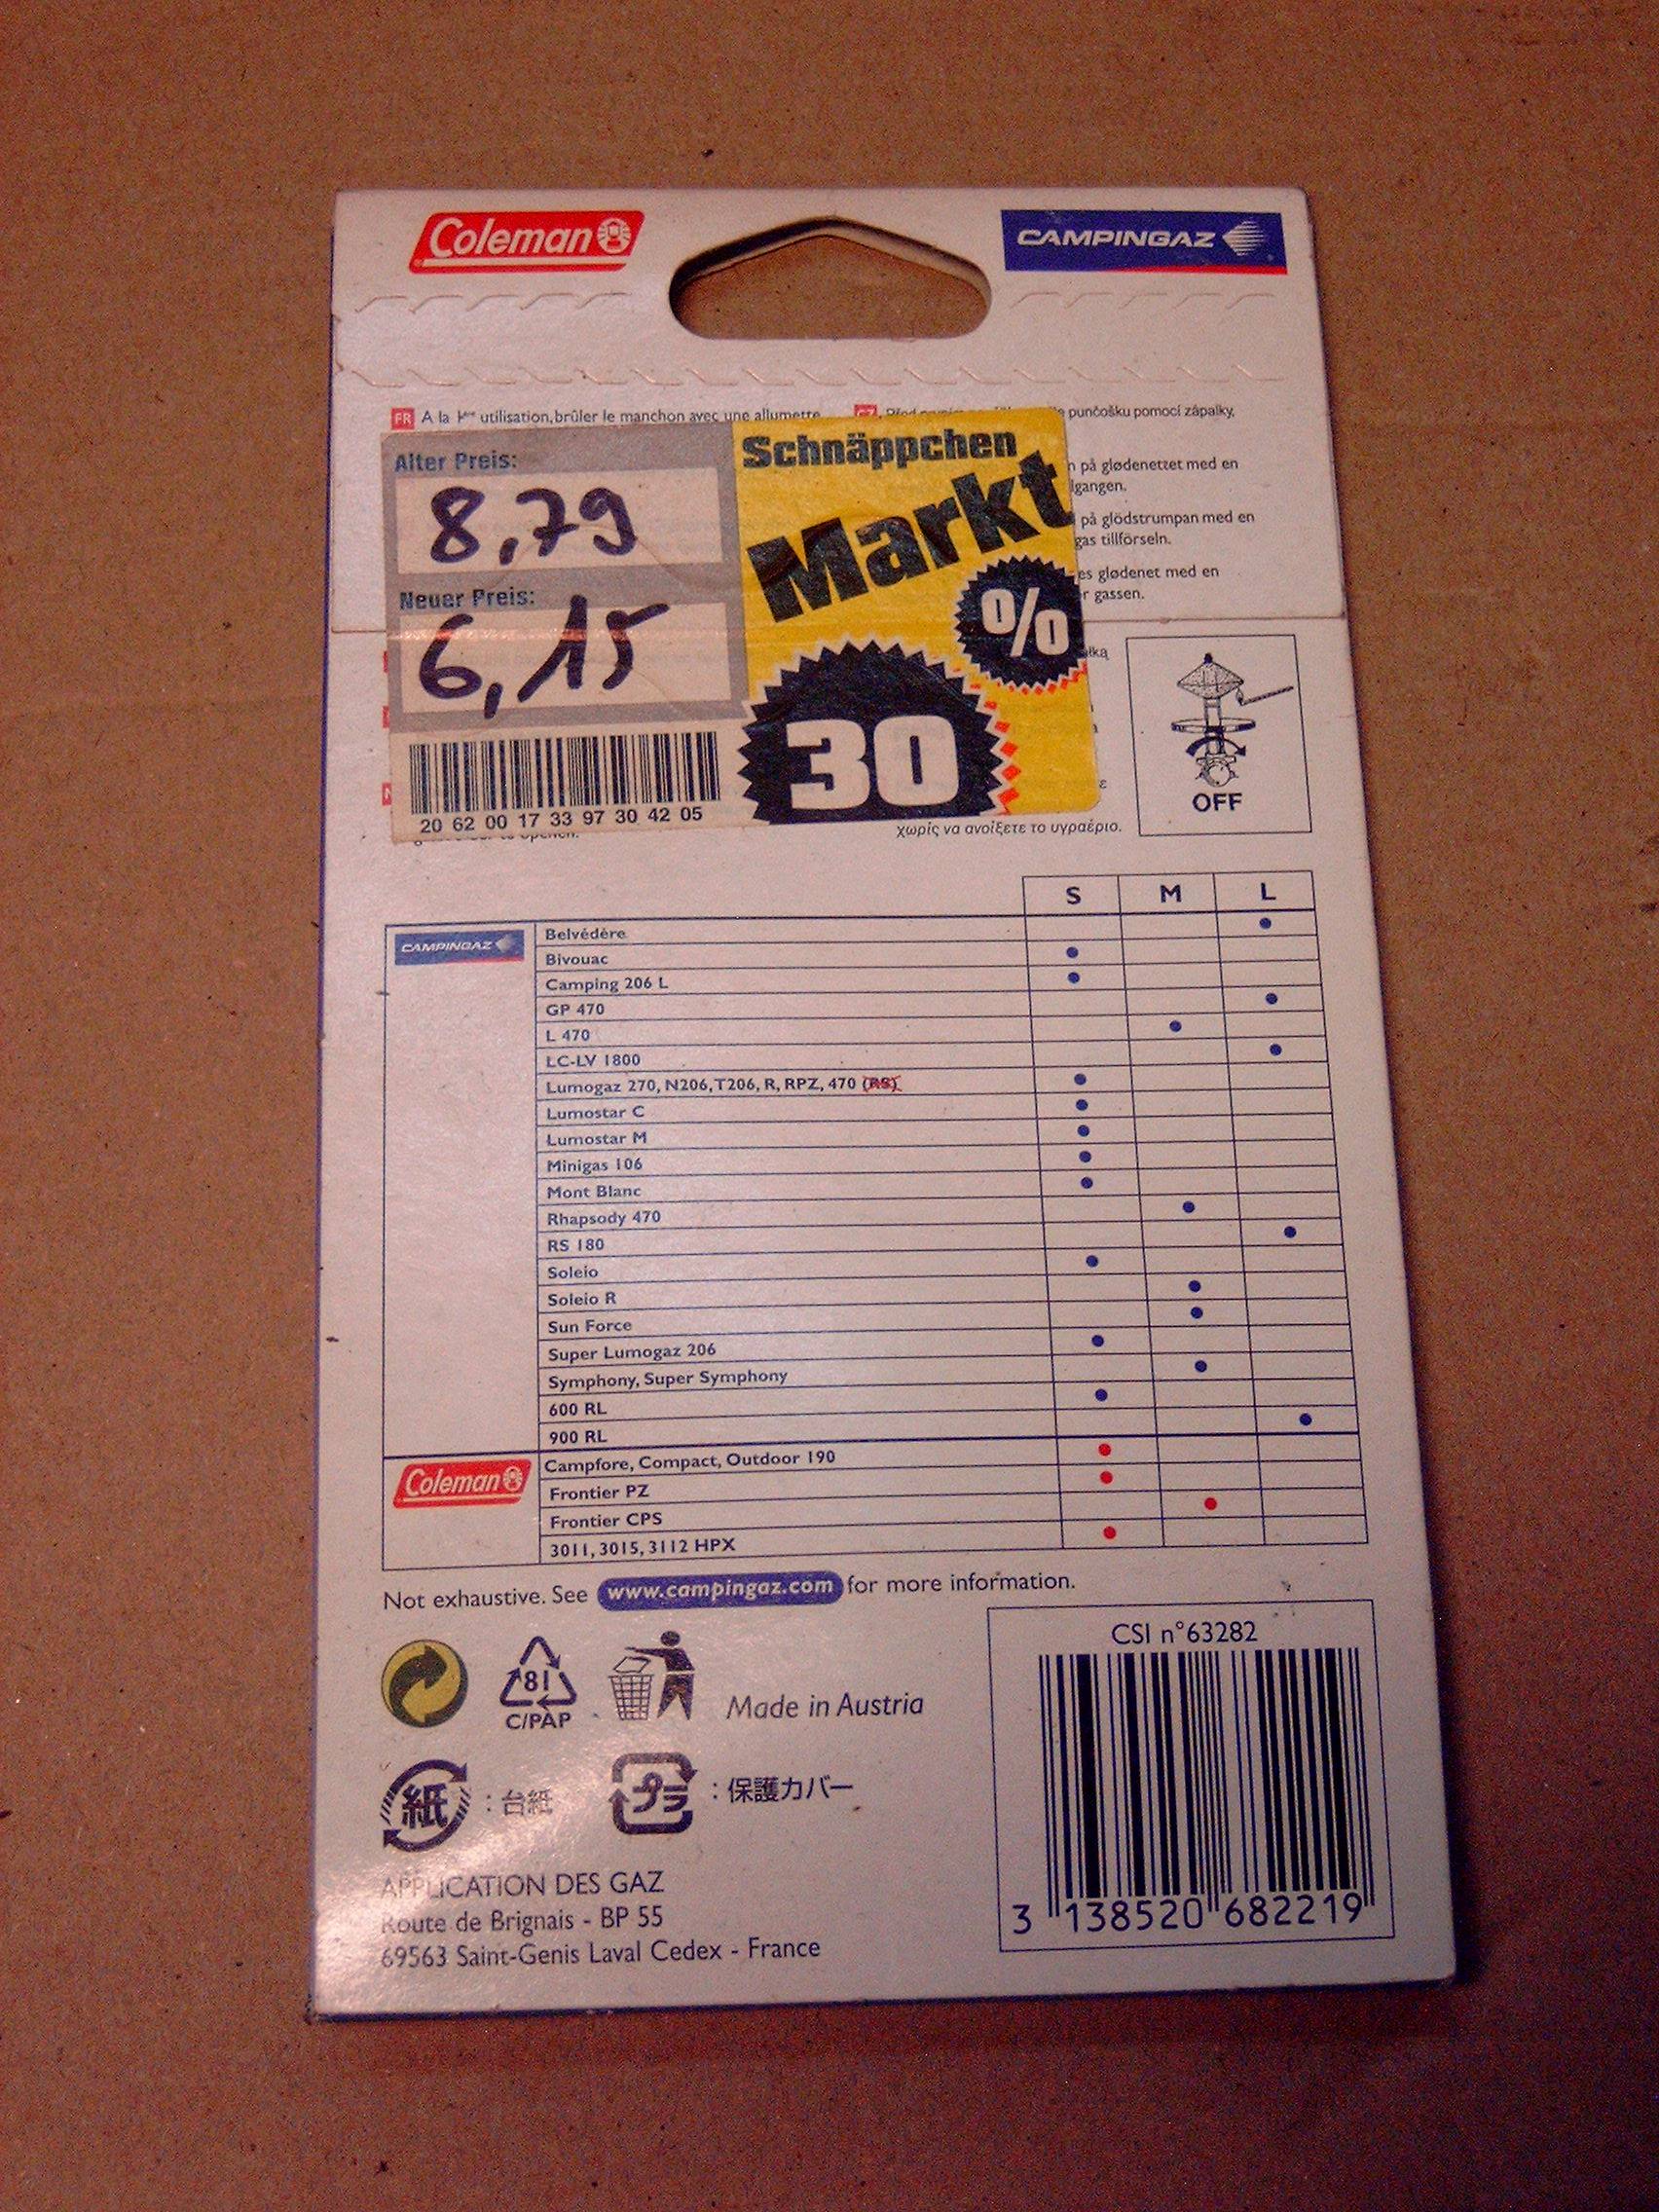 Coleman
CAMPINGAZ
FR A la 1ère utilisation, brûler le manchon avec une allumette
CZ punčošku pomocí zápalky,
på glødenettet med en
lgangen.
på glödstrumpan med en
gas tillförseln.
es glødenet med en
r gassen.
Alter Preis:
8,79
Neuer Preis:
6,15
20 62 00 17 33 97 30 42 05
Schnäppchen
Markt
%
30
χωρίς να ανοίξετε το υγραέριο.
OFF
S M L
CAMPINGAZ
Belvédère
Bivouac
Camping 206 L
GP 470
L 470
LC-LV 1800
Lumogaz 270, N206, T206, R, RPZ, 470 (RS)
Lumostar C
Lumostar M
Minigas 106
Mont Blanc
Rhapsody 470
RS 180
Soleio
Soleio R
Sun Force
Super Lumogaz 206
Symphony, Super Symphony
600 RL
900 RL
Coleman
Campfore, Compact, Outdoor 190
Frontier PZ
Frontier CPS
3011, 3015, 3112 HPX
Not exhaustive. See www.campingaz.com for more information.
81
C/PAP
Made in Austria
紙 : 台紙
プラ : 保護カバー
APPLICATION DES GAZ
Route de Brignais - BP 55
69563 Saint-Genis Laval Cedex - France
CSI n°63282
3 138520 682219